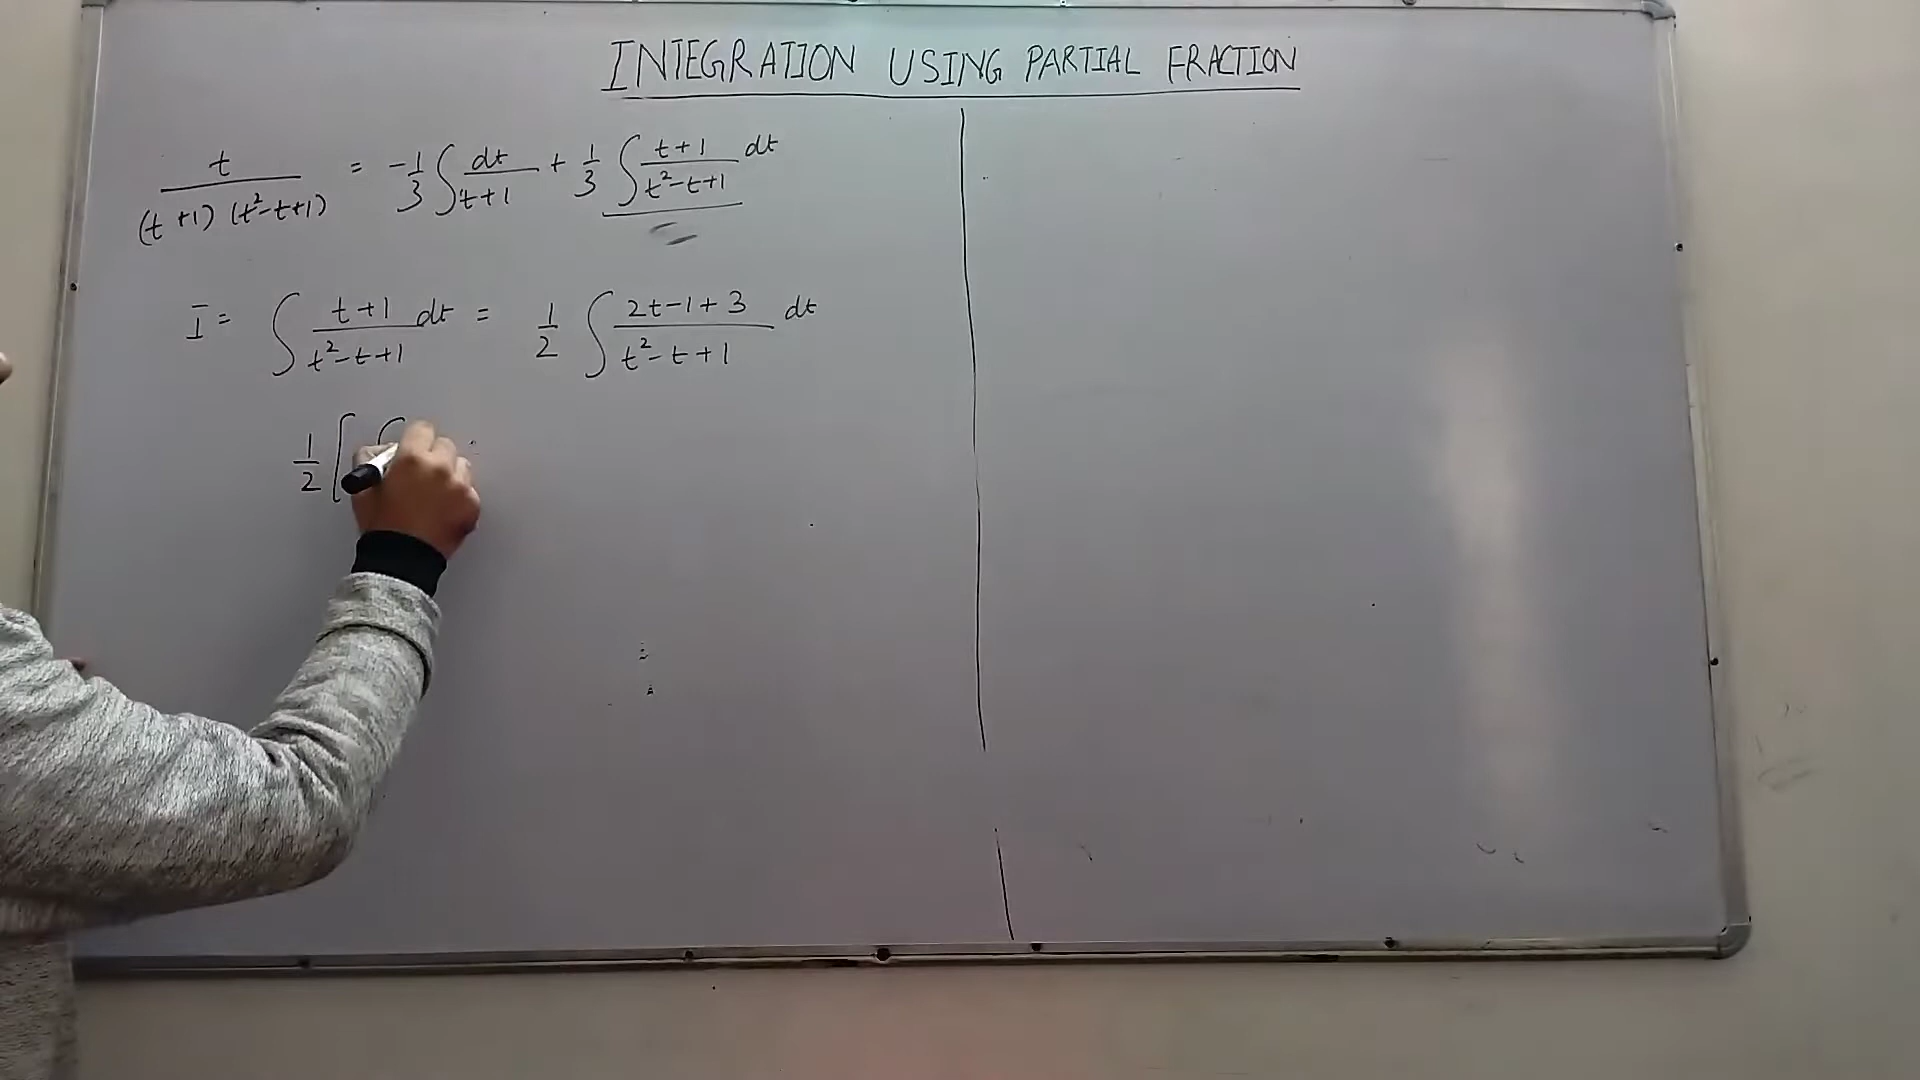 INTEGRATION USING PARTIAL FRACTION
t/((t+1)(t²-t+1)) = -1/3 ∫ dt/(t+1) + 1/3 ∫ (t+1)/(t²-t+1) dt
I = ∫ (t+1)/(t²-t+1) dt = 1/2 ∫ (2t-1+3)/(t²-t+1) dt
1/2 [ ∫